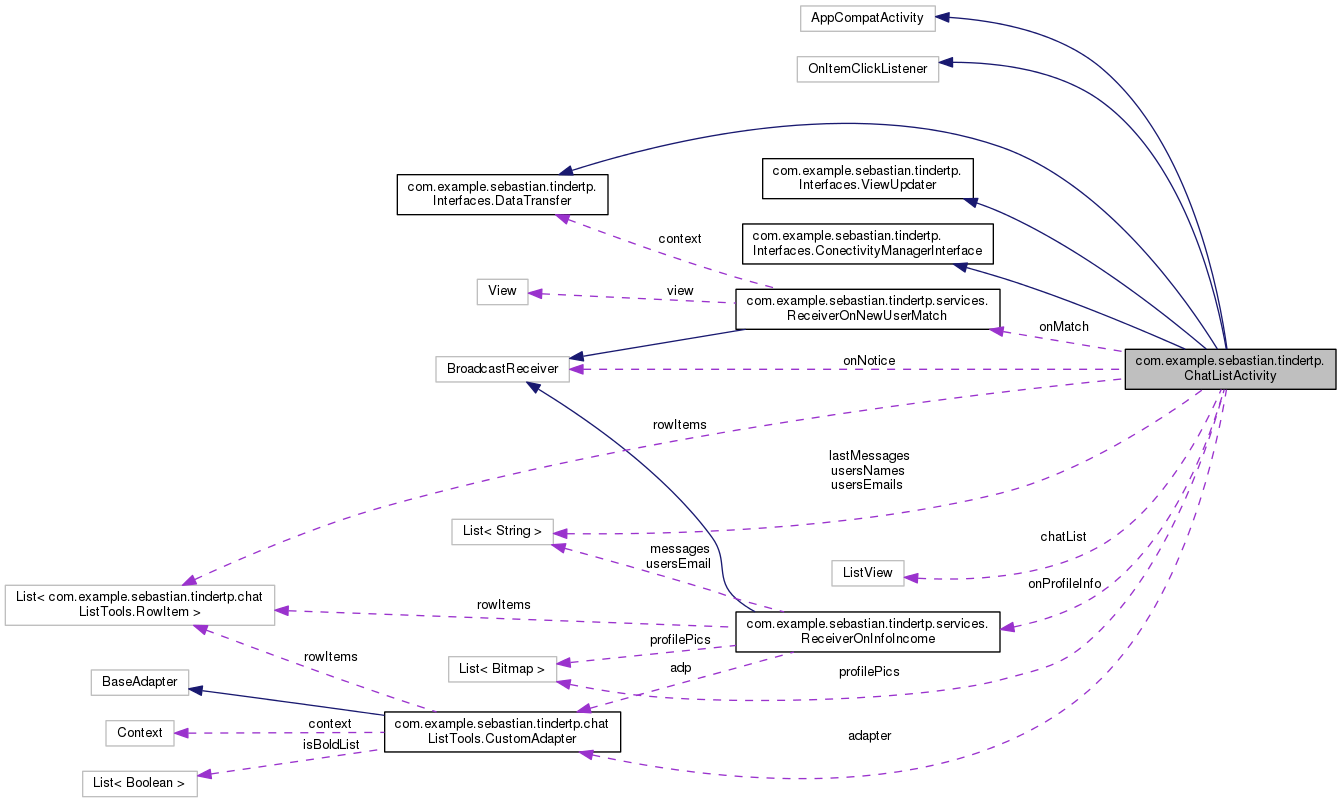 AppCompatActivity
OnItemClickListener
com.example.sebastian.tindertp.
Interfaces.ViewUpdater
com.example.sebastian.tindertp.
Interfaces.DataTransfer
com.example.sebastian.tindertp.
Interfaces.ConectivityManagerInterface
context
View
view
com.example.sebastian.tindertp.services.
ReceiverOnNewUserMatch
onMatch
BroadcastReceiver
onNotice
com.example.sebastian.tindertp.
ChatListActivity
rowItems
lastMessages
usersNames
usersEmails
List< String >
messages
usersEmail
chatList
ListView
onProfileInfo
List< com.example.sebastian.tindertp.chat
ListTools.RowItem >
rowItems
com.example.sebastian.tindertp.services.
ReceiverOnInfoIncome
profilePics
List< Bitmap >
adp
profilePics
rowItems
BaseAdapter
com.example.sebastian.tindertp.chat
ListTools.CustomAdapter
Context
context
adapter
isBoldList
List< Boolean >